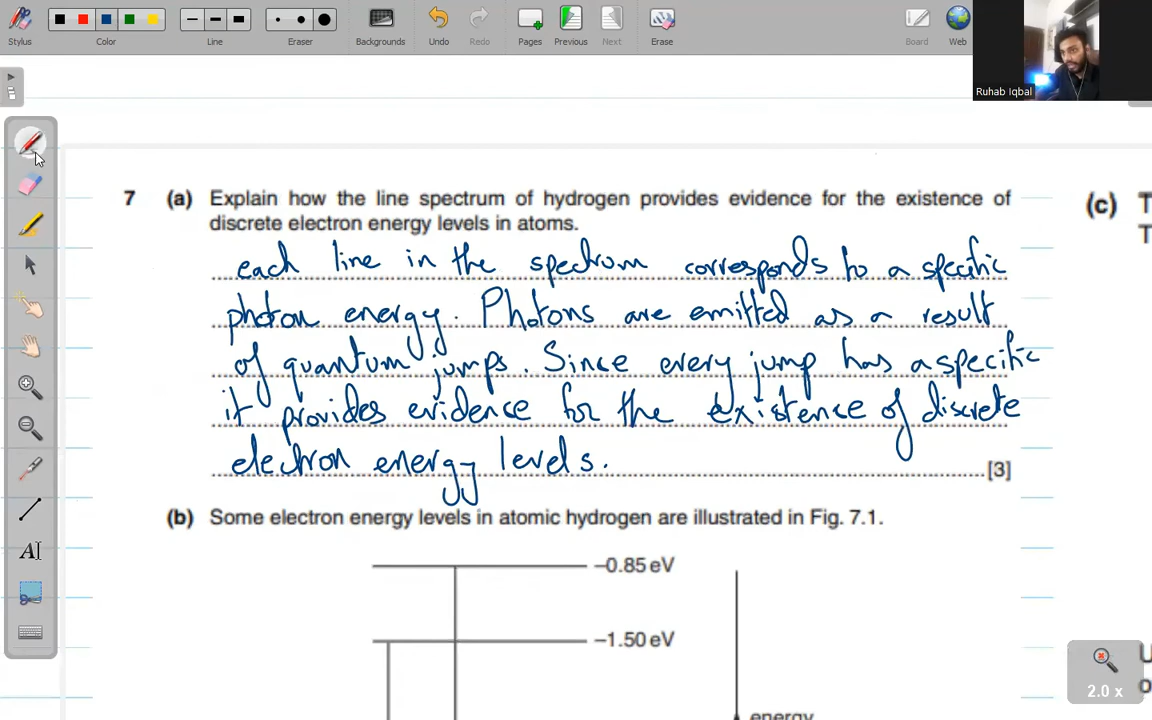 Stylus
Color
Line
Eraser
Backgrounds
Undo
Redo
Pages
Previous
Next
Erase
Board
Web
Ruhab Iqbal
7 (a) Explain how the line spectrum of hydrogen provides evidence for the existence of
discrete electron energy levels in atoms.
each line in the spectrum corresponds to a specific
photon energy. Photons are emitted as a result
of quantum jumps. Since every jump has a specific
it provides evidence for the existence of discrete
electron energy levels.
[3]
(c) T
T
(b) Some electron energy levels in atomic hydrogen are illustrated in Fig. 7.1.
–0.85 eV
–1.50 eV
energy
A
2.0 x